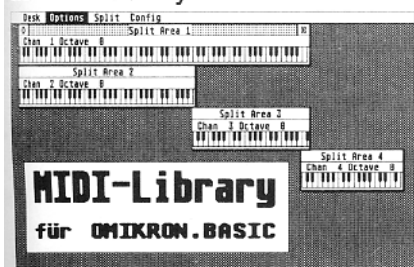 Desk Options Split Config
Split Area 1
Chan 1 Octave 0
Split Area 2
Chan 2 Octave 0
Split Area 3
Chan 3 Octave 0
Split Area 4
Chan 4 Octave 0
MIDI-Library
für OMIKRON.BASIC